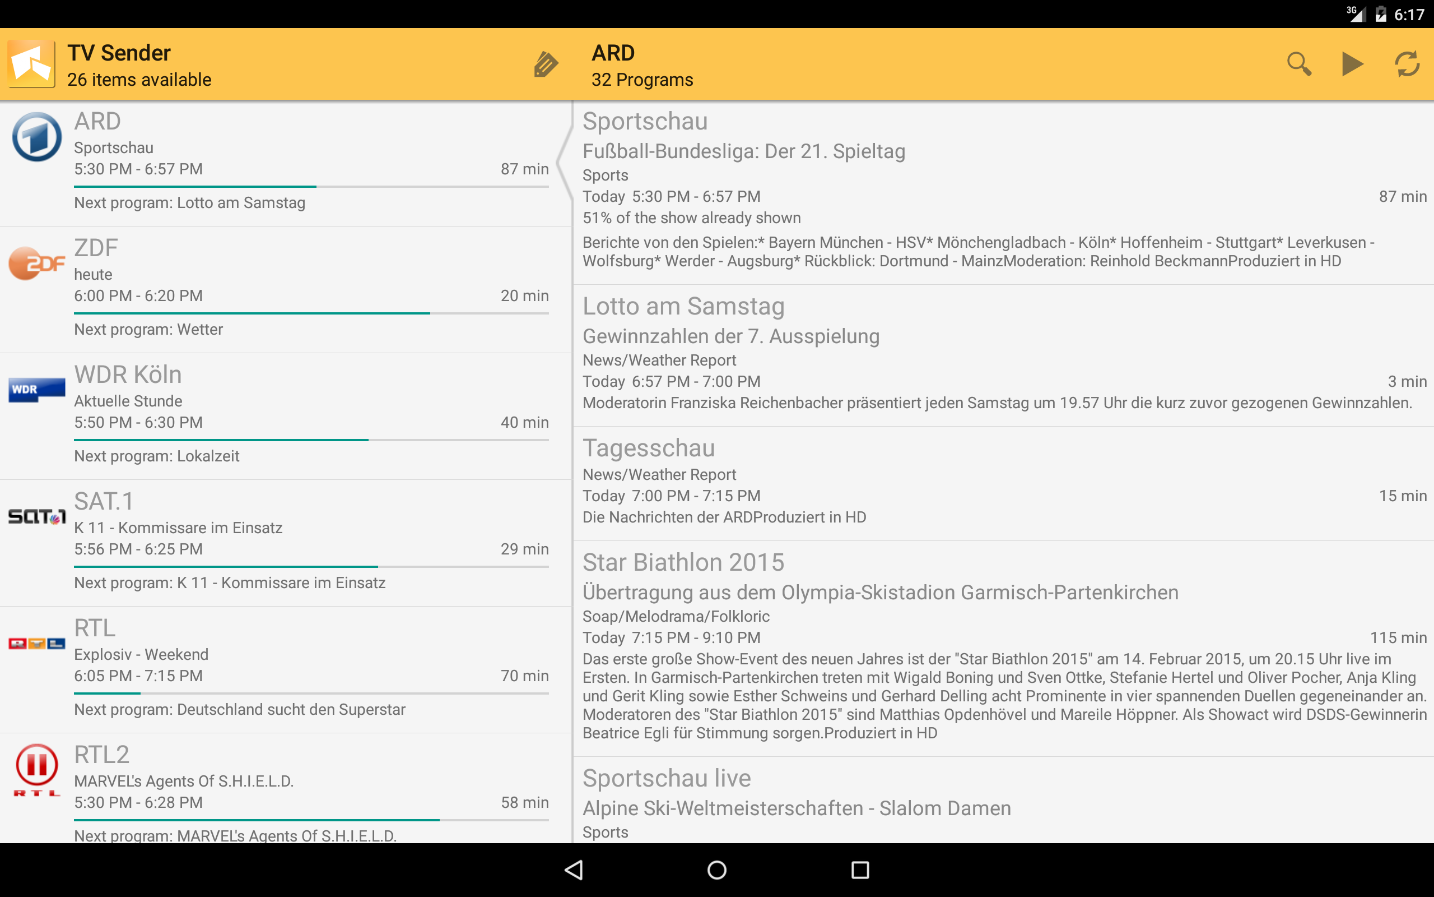 3G 6:17
TV Sender
26 items available
ARD
32 Programs
ARD
Sportschau
5:30 PM - 6:57 PM 87 min
Next program: Lotto am Samstag
ZDF
ZDF
heute
6:00 PM - 6:20 PM 20 min
Next program: Wetter
WDR
WDR Köln
Aktuelle Stunde
5:50 PM - 6:30 PM 40 min
Next program: Lokalzeit
SAT.1
SAT.1
K 11 - Kommissare im Einsatz
5:56 PM - 6:25 PM 29 min
Next program: K 11 - Kommissare im Einsatz
RTL
RTL
Explosiv - Weekend
6:05 PM - 7:15 PM 70 min
Next program: Deutschland sucht den Superstar
RTL
RTL2
MARVEL's Agents Of S.H.I.E.L.D.
5:30 PM - 6:28 PM 58 min
Next program: MARVEL's Agents Of S.H.I.E.L.D.
Sportschau
Fußball-Bundesliga: Der 21. Spieltag
Sports
Today 5:30 PM - 6:57 PM 87 min
51% of the show already shown
Berichte von den Spielen:* Bayern München - HSV* Mönchengladbach - Köln* Hoffenheim - Stuttgart* Leverkusen -
Wolfsburg* Werder - Augsburg* Rückblick: Dortmund - MainzModeration: Reinhold BeckmannProduziert in HD
Lotto am Samstag
Gewinnzahlen der 7. Ausspielung
News/Weather Report
Today 6:57 PM - 7:00 PM 3 min
Moderatorin Franziska Reichenbacher präsentiert jeden Samstag um 19.57 Uhr die kurz zuvor gezogenen Gewinnzahlen.
Tagesschau
News/Weather Report
Today 7:00 PM - 7:15 PM 15 min
Die Nachrichten der ARDProduziert in HD
Star Biathlon 2015
Übertragung aus dem Olympia-Skistadion Garmisch-Partenkirchen
Soap/Melodrama/Folkloric
Today 7:15 PM - 9:10 PM 115 min
Das erste große Show-Event des neuen Jahres ist der "Star Biathlon 2015" am 14. Februar 2015, um 20.15 Uhr live im
Ersten. In Garmisch-Partenkirchen treten mit Wigald Boning und Sven Ottke, Stefanie Hertel und Oliver Pocher, Anja Kling
und Gerit Kling sowie Esther Schweins und Gerhard Delling acht Prominente in vier spannenden Duellen gegeneinander an.
Moderatoren des "Star Biathlon 2015" sind Matthias Opdenhövel und Mareile Höppner. Als Showact wird DSDS-Gewinnerin
Beatrice Egli für Stimmung sorgen.Produziert in HD
Sportschau live
Alpine Ski-Weltmeisterschaften - Slalom Damen
Sports